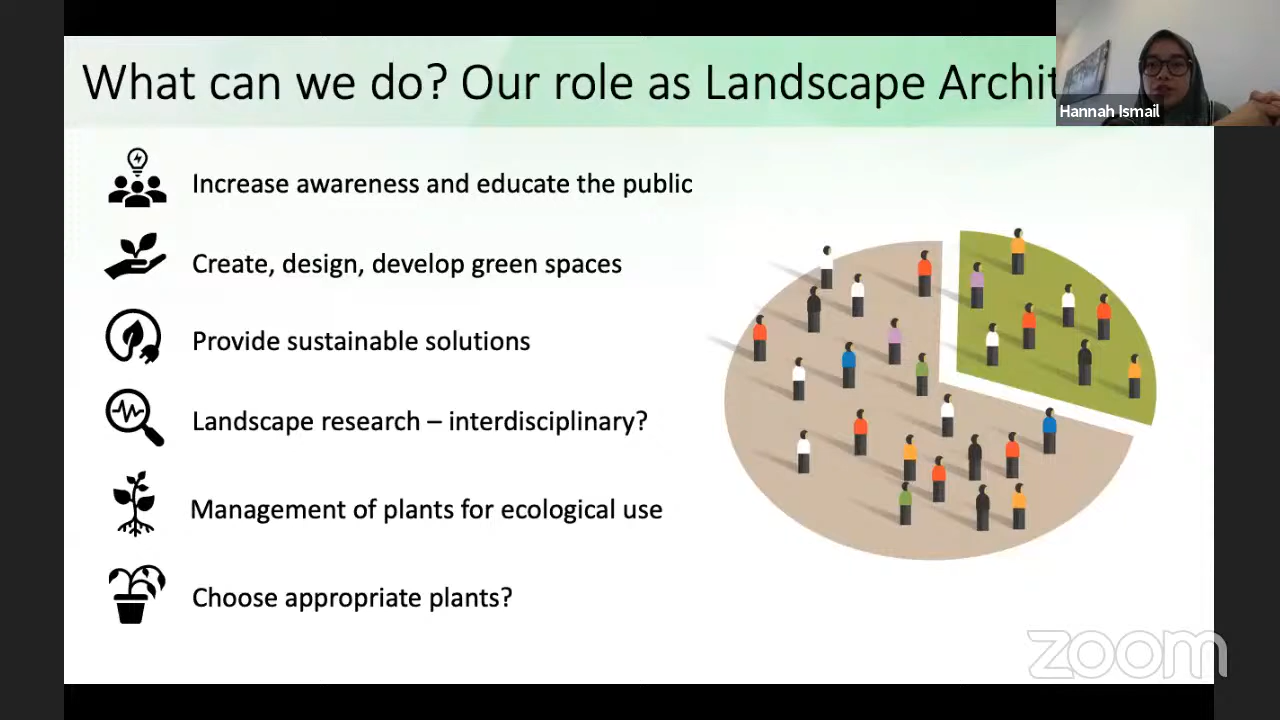 What can we do? Our role as Landscape Archit
Hannah Ismail
Increase awareness and educate the public
Create, design, develop green spaces
Provide sustainable solutions
Landscape research – interdisciplinary?
Management of plants for ecological use
Choose appropriate plants?
zoom